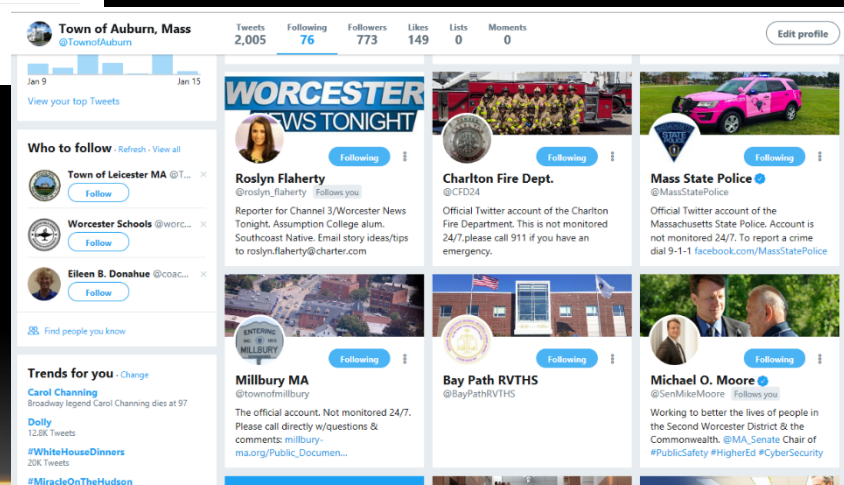 Town of Auburn, Mass
@TownofAuburn
Tweets Following Followers Likes Lists Moments
2,005 76 773 149 0 0
Edit profile
Jan 9 Jan 15
View your top Tweets
Who to follow · Refresh · View all
Town of Leicester MA @T...
Follow
Worcester Schools @worc...
Follow
Eileen B. Donahue @coac...
Follow
Find people you know
Trends for you · Change
Carol Channing
Broadway legend Carol Channing dies at 97
Dolly
12.8K Tweets
#WhiteHouseDinners
20K Tweets
#MiracleOnTheHudson
WORCESTER
NEWS TONIGHT
Following
Roslyn Flaherty
@roslyn_flaherty Follows you
Reporter for Channel 3/Worcester News
Tonight. Assumption College alum.
Southcoast Native. Email story ideas/tips
to roslyn.flaherty@charter.com
Following
Charlton Fire Dept.
@CFD24
Official Twitter account of the Charlton
Fire Department. This is not monitored
24/7.please call 911 if you have an
emergency.
STATE
POLICE
Following
Mass State Police
@MassStatePolice
Official Twitter account of the
Massachusetts State Police. Account is
not monitored 24/7. To report a crime
dial 9-1-1 facebook.com/MassStatePolice
ENTERING
MILLBURY
Following
Millbury MA
@townofmillbury
The official account. Not monitored 24/7.
Please call directly w/questions &
comments: millbury-
ma.org/Public_Documen...
Following
Bay Path RVTHS
@BayPathRVTHS
Following
Michael O. Moore
@SenMikeMoore Follows you
Working to better the lives of people in
the Second Worcester District & the
Commonwealth. @MA_Senate Chair of
#PublicSafety #HigherEd #CyberSecurity